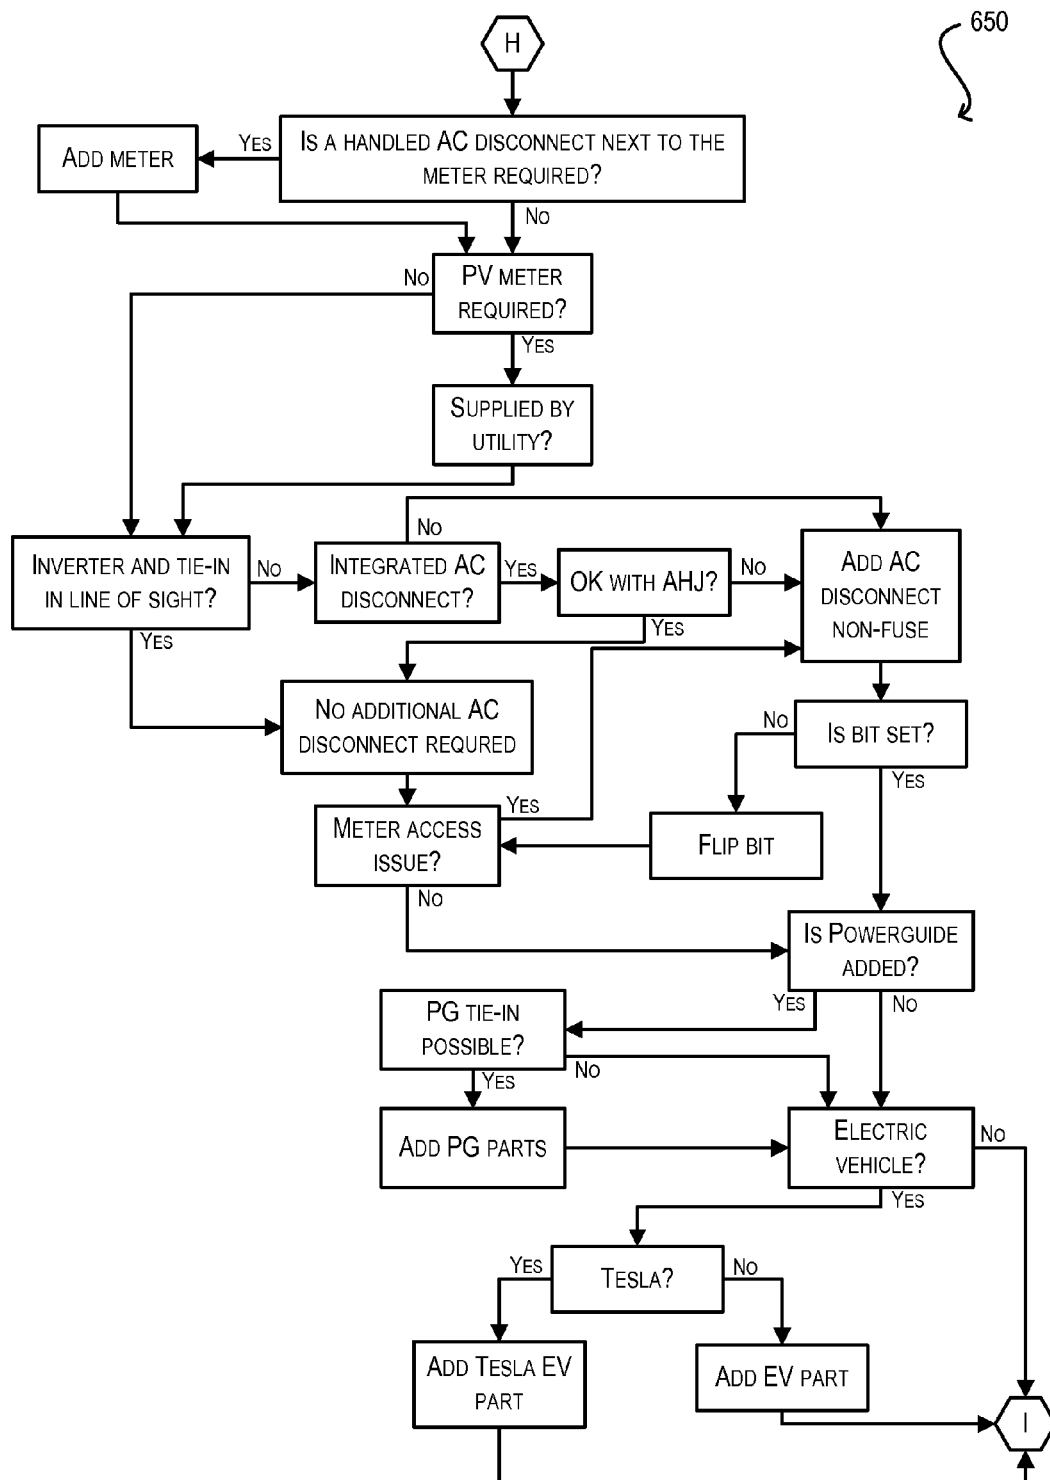 H
650
IS A HANDLED AC DISCONNECT NEXT TO THE
METER REQUIRED?
YES
ADD METER
NO
PV METER
REQUIRED?
NO
YES
SUPPLIED BY
UTILITY?
INVERTER AND TIE-IN
IN LINE OF SIGHT?
NO
YES
INTEGRATED AC
DISCONNECT?
NO
YES
OK WITH AHJ?
NO
YES
ADD AC
DISCONNECT
NON-FUSE
NO ADDITIONAL AC
DISCONNECT REQURED
IS BIT SET?
NO
YES
METER ACCESS
ISSUE?
YES
NO
FLIP BIT
IS POWERGUIDE
ADDED?
YES
NO
PG TIE-IN
POSSIBLE?
YES
NO
ADD PG PARTS
ELECTRIC
VEHICLE?
NO
YES
TESLA?
YES
NO
ADD TESLA EV
PART
ADD EV PART
I